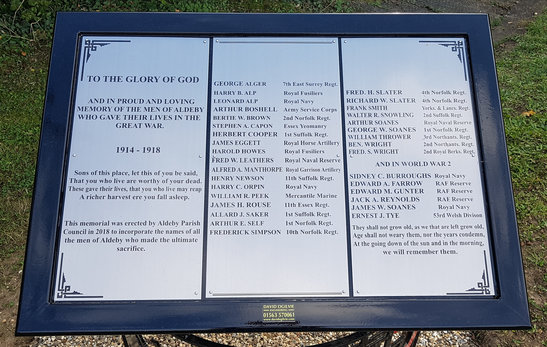 TO THE GLORY OF GOD
AND IN PROUD AND LOVING
MEMORY OF THE MEN OF ALDEBY
WHO GAVE THEIR LIVES IN THE
GREAT WAR.
1914 - 1918
Sons of this place, let this of you be said,
That you who live are worthy of your dead.
These gave their lives, that you who live may reap
A richer harvest ere you fall asleep.
This memorial was erected by Aldeby Parish
Council in 2018 to incorporate the names of all
the men of Aldeby who made the ultimate
sacrifice.
GEORGE ALGER 7th East Surrey Regt.
HARRY B. ALP Royal Fusiliers
LEONARD ALP Royal Navy
ARTHUR BOSHELL Army Service Corps
BERTIE W. BROWN 2nd Norfolk Regt.
STEPHEN A. CAPON Essex Yeomanry
HERBERT COOPER 1st Suffolk Regt.
JAMES EGGETT Royal Horse Artillery
HAROLD HOWES Royal Fusiliers
FRED W. LEATHERS Royal Naval Reserve
ALFRED A. MANTHORPE Royal Garrison Artillery
HENRY NEWSON 11th Suffolk Regt.
HARRY C. ORPIN Royal Navy
WILLIAM R. PEEK Mercantile Marine
JAMES H. ROUSE 11th Essex Regt.
ALLARD J. SAKER 1st Suffolk Regt.
ARTHUR E. SELF 1st Norfolk Regt.
FREDERICK SIMPSON 10th Norfolk Regt.
FRED. H. SLATER 4th Norfolk Regt.
RICHARD W. SLATER 4th Norfolk Regt.
FRANK SMITH Yorks. & Lancs. Regt.
WALTER R. SNOWLING 2nd Suffolk Regt.
ARTHUR SOANES Royal Naval Reserve
GEORGE W. SOANES 1st Norfolk Regt.
WILLIAM THROWER 3rd Northants. Regt.
BEN. WRIGHT 2nd Northants. Regt.
FRED. S. WRIGHT 2nd Royal Berks. Regt.
AND IN WORLD WAR 2
SIDNEY C. BURROUGHS Royal Navy
EDWARD A. FARROW RAF Reserve
EDWARD M. GUNTER RAF Reserve
JACK A. REYNOLDS RAF Reserve
JAMES W. SOANES Royal Navy
ERNEST J. TYE 53rd Welsh Divison
They shall not grow old, as we that are left grow old,
Age shall not weary them, nor the years condemn.
At the going down of the sun and in the morning,
we will remember them.
DAVID OGILVIE
01563 570061